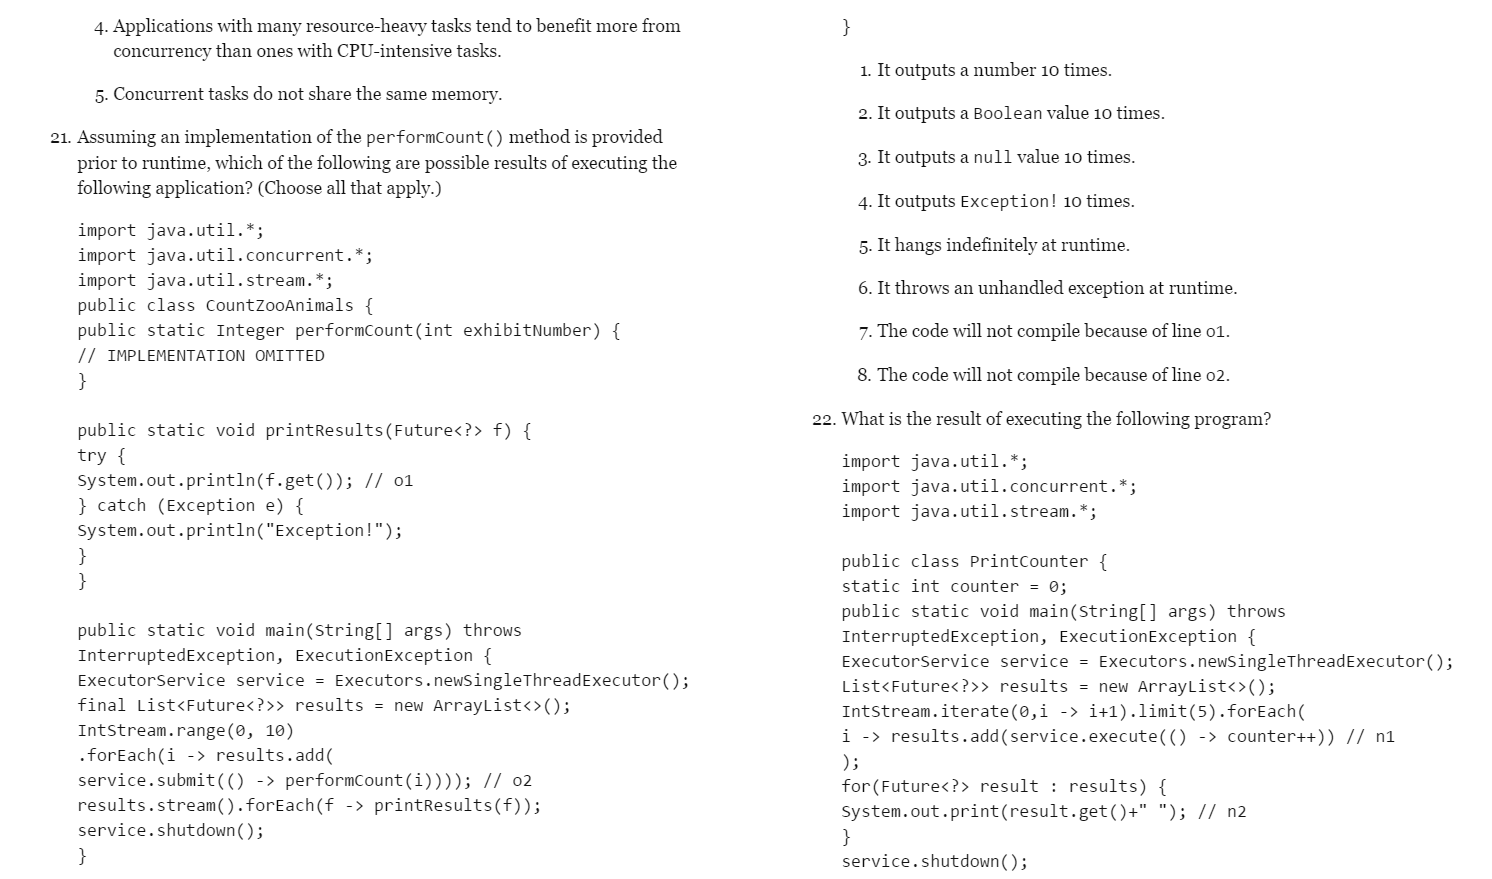 4. Applications with many resource-heavy tasks tend to benefit more from
concurrency than ones with CPU-intensive tasks.
5. Concurrent tasks do not share the same memory.
21. Assuming an implementation of the performCount() method is provided
prior to runtime, which of the following are possible results of executing the
following application? (Choose all that apply.)
import java.util.*;
import java.util.concurrent.*;
import java.util.stream.*;
public class CountZooAnimals {
public static Integer performCount(int exhibitNumber) {
// IMPLEMENTATION OMITTED
}
public static void printResults(Future<?> f) {
try {
System.out.println(f.get()); // o1
} catch (Exception e) {
System.out.println("Exception!");
}
}
public static void main(String[] args) throws
InterruptedException, ExecutionException {
ExecutorService service = Executors.newSingleThreadExecutor();
final List<Future<?>> results = new ArrayList<>();
IntStream.range(0, 10)
.forEach(i -> results.add(
service.submit(() -> performCount(i)))); // o2
results.stream().forEach(f -> printResults(f));
service.shutdown();
}
}
1. It outputs a number 10 times.
2. It outputs a Boolean value 10 times.
3. It outputs a null value 10 times.
4. It outputs Exception! 10 times.
5. It hangs indefinitely at runtime.
6. It throws an unhandled exception at runtime.
7. The code will not compile because of line o1.
8. The code will not compile because of line o2.
22. What is the result of executing the following program?
import java.util.*;
import java.util.concurrent.*;
import java.util.stream.*;
public class PrintCounter {
static int counter = 0;
public static void main(String[] args) throws
InterruptedException, ExecutionException {
ExecutorService service = Executors.newSingleThreadExecutor();
List<Future<?>> results = new ArrayList<>();
IntStream.iterate(0,i -> i+1).limit(5).forEach(
i -> results.add(service.execute(() -> counter++)) // n1
);
for(Future<?> result : results) {
System.out.print(result.get()+" "); // n2
}
service.shutdown();